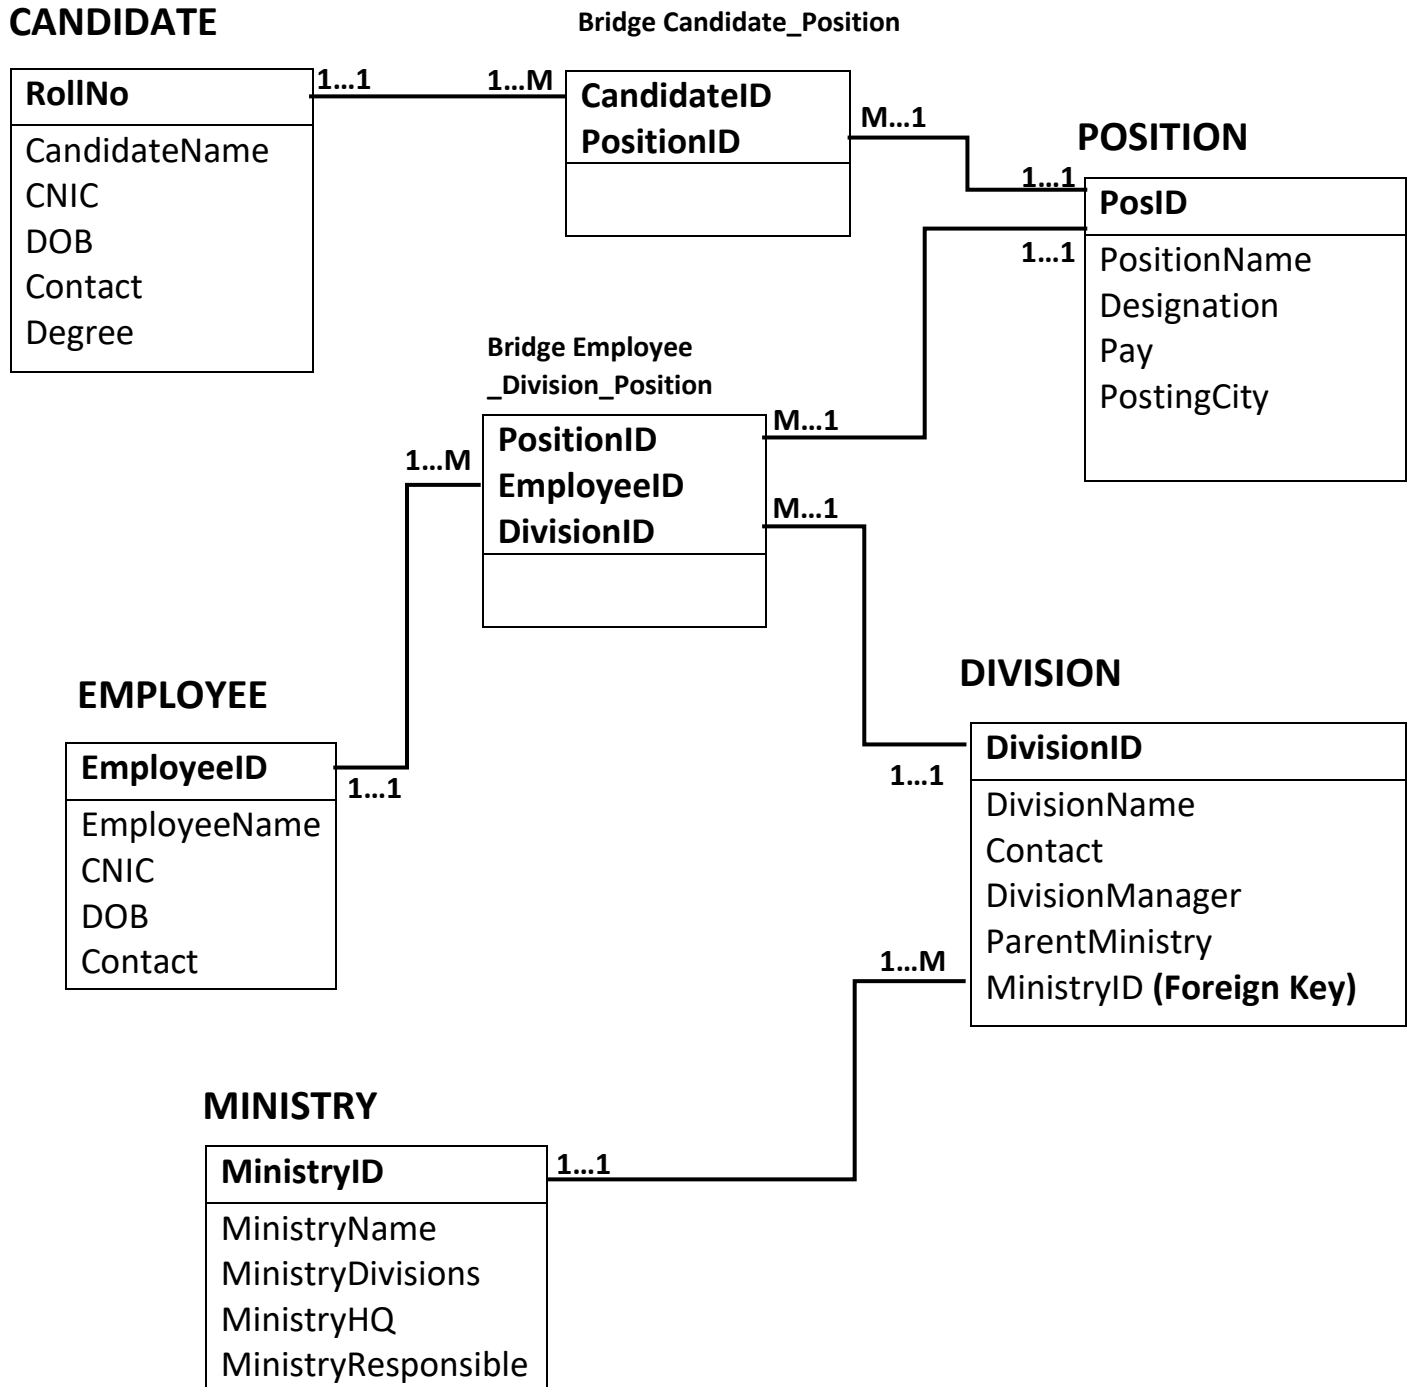 CANDIDATE
Bridge Candidate_Position
RollNo
CandidateName
CNIC
DOB
Contact
Degree
1...1
1...M
CandidateID
PositionID
M...1
POSITION
1...1
PosID
1...1
PositionName
Designation
Pay
PostingCity
Bridge Employee
_Division_Position
1...M
PositionID
EmployeeID
DivisionID
M...1
M...1
EMPLOYEE
EmployeeID
1...1
EmployeeName
CNIC
DOB
Contact
DIVISION
1...1
DivisionID
DivisionName
Contact
DivisionManager
ParentMinistry
MinistryID (Foreign Key)
1...M
MINISTRY
MinistryID
1...1
MinistryName
MinistryDivisions
MinistryHQ
MinistryResponsible